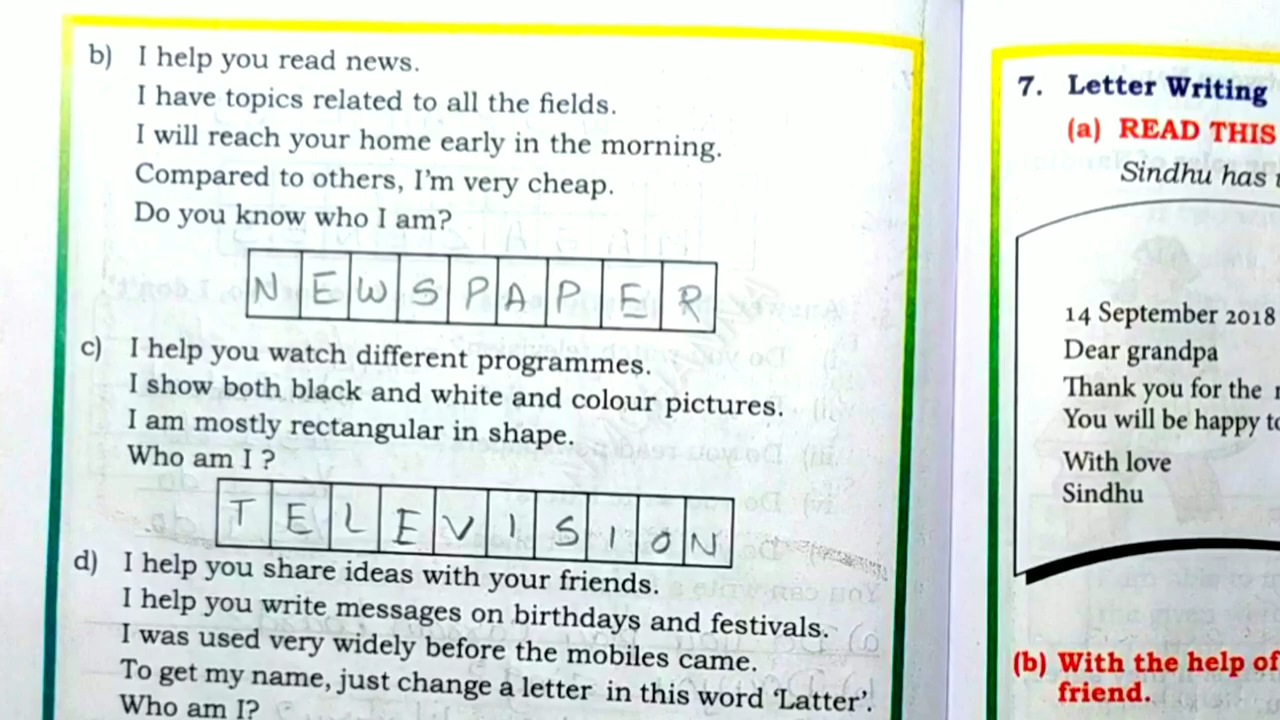 b) I help you read news.
I have topics related to all the fields.
I will reach your home early in the morning.
Compared to others, I'm very cheap.
Do you know who I am?
NEWSPAPER
c) I help you watch different programmes.
I show both black and white and colour pictures.
I am mostly rectangular in shape.
Who am I ?
TELEVISION
d) I help you share ideas with your friends.
I help you write messages on birthdays and festivals.
I was used very widely before the mobiles came.
To get my name, just change a letter in this word 'Latter'.
Who am I?
7. Letter Writing
(a) READ THIS
Sindhu has
14 September 2018
Dear grandpa
Thank you for the
You will be happy to
With love
Sindhu
(b) With the help of
friend.